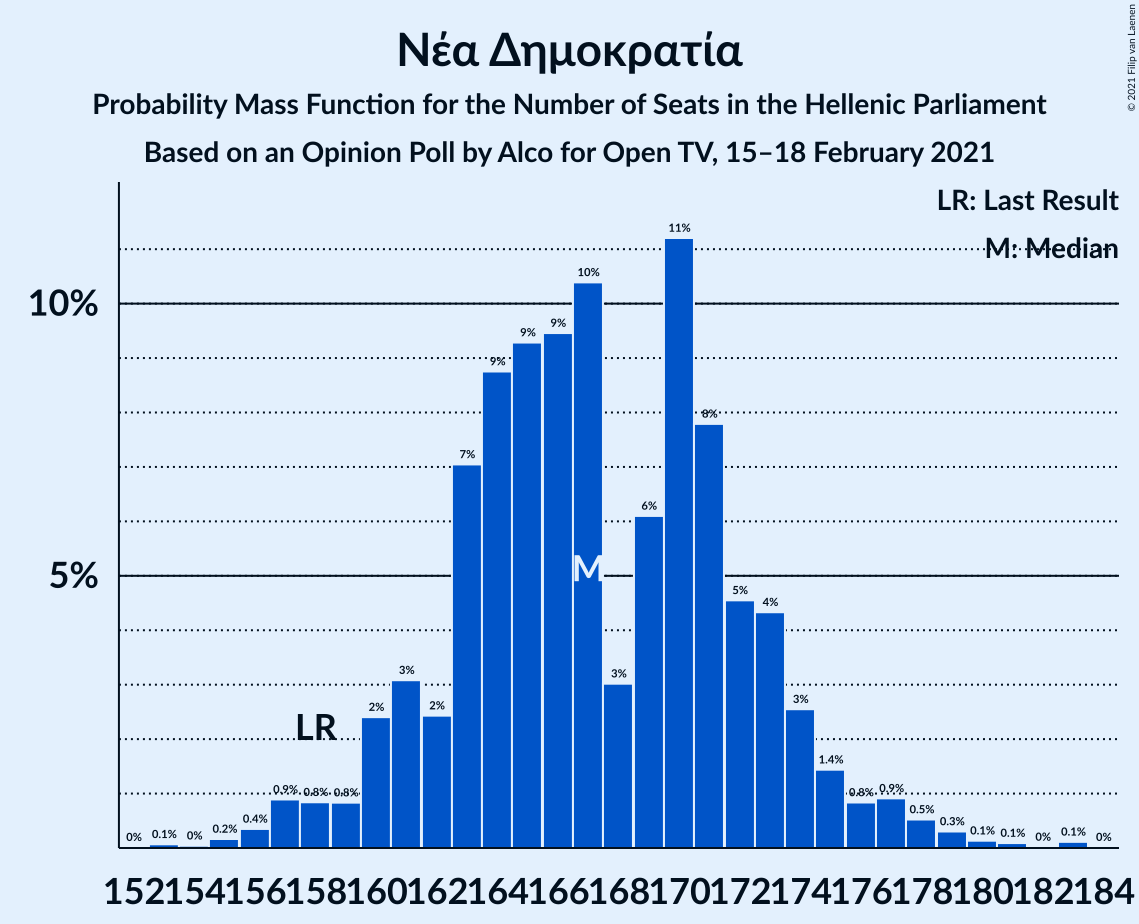 Νέα Δημοκρατία
Probability Mass Function for the Number of Seats in the Hellenic Parliament
Based on an Opinion Poll by Alco for Open TV, 15–18 February 2021
© 2021 Filip van Laenen
LR: Last Result
M: Median
10%
5%
0% 0.1% 0% 0.2% 0.4% 0.9% 0.8% 0.8% 2% 3% 2% 7% 9% 9% 9% 10% 3% 6% 11% 8% 5% 4% 3% 1.4% 0.8% 0.9% 0.5% 0.3% 0.1% 0.1% 0% 0.1% 0%
LR
M
152 154 156 158 160 162 164 166 168 170 172 174 176 178 180 182 184